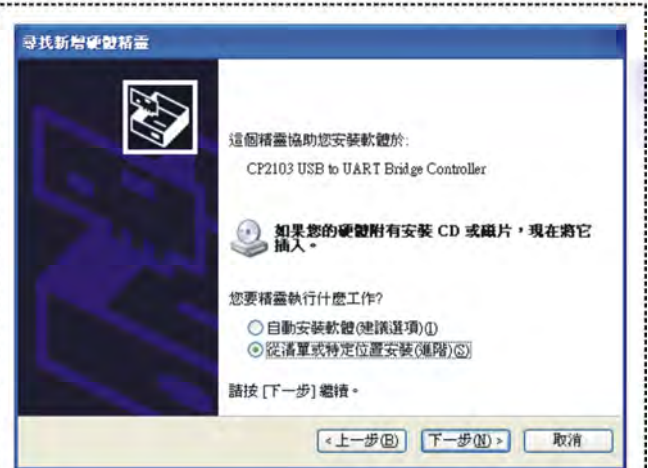 尋找新增硬體精靈
這個精靈協助您安裝軟體於:
CP2103 USB to UART Bridge Controller
如果您的硬體附有安裝 CD 或磁片，現在將它
插入。
您要精靈執行什麼工作?
自動安裝軟體(建議選項)(I)
從清單或特定位置安裝(進階)(S)
請按 [下一步] 繼續。
<上一步(B) 下一步(N)> 取消